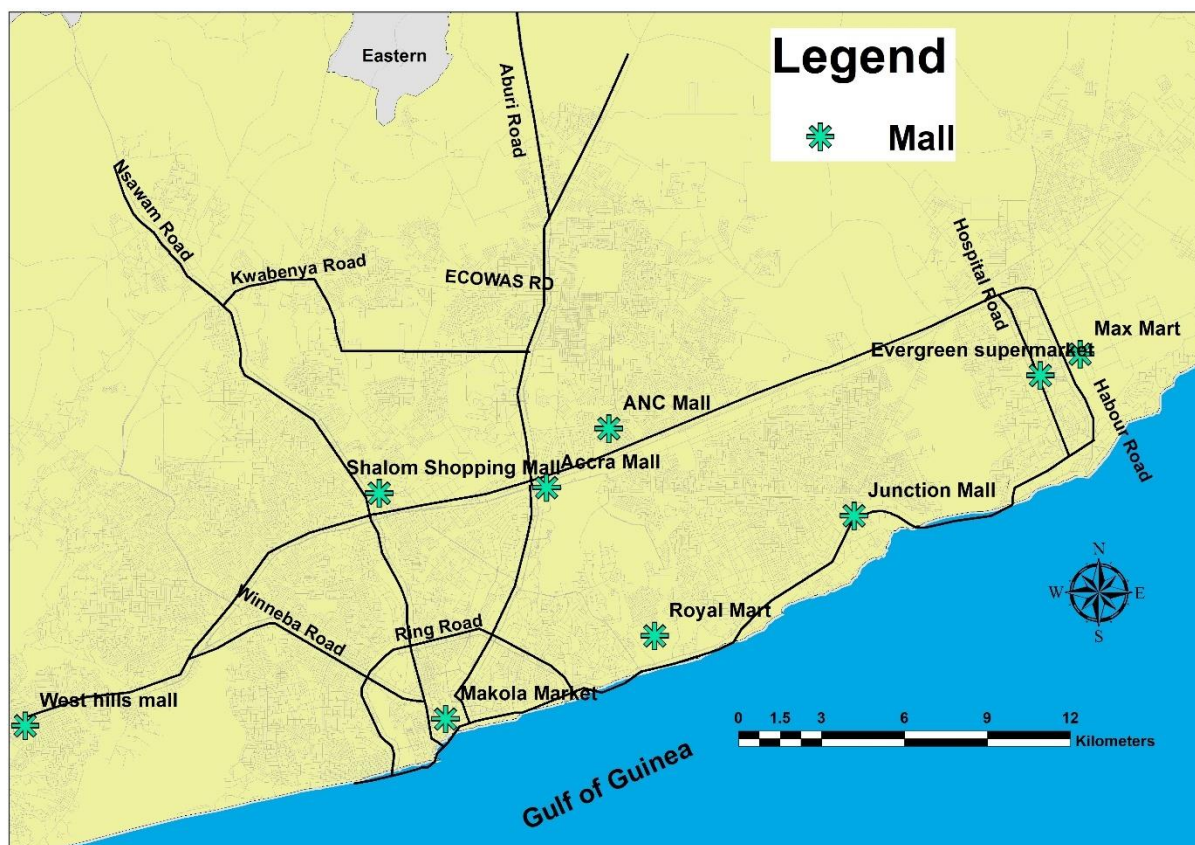 Eastern
Legend
Mall
Aburi Road
Nsawam Road
Kwabenya Road
ECOWAS RD
Hospital Road
Max Mart
Evergreen supermarket
ANC Mall
Habour Road
Shalom Shopping Mall
Accra Mall
Junction Mall
N
W E
S
Winneba Road
Ring Road
Royal Mart
West hills mall
Makola Market
0 1.5 3 6 9 12
Kilometers
Gulf of Guinea